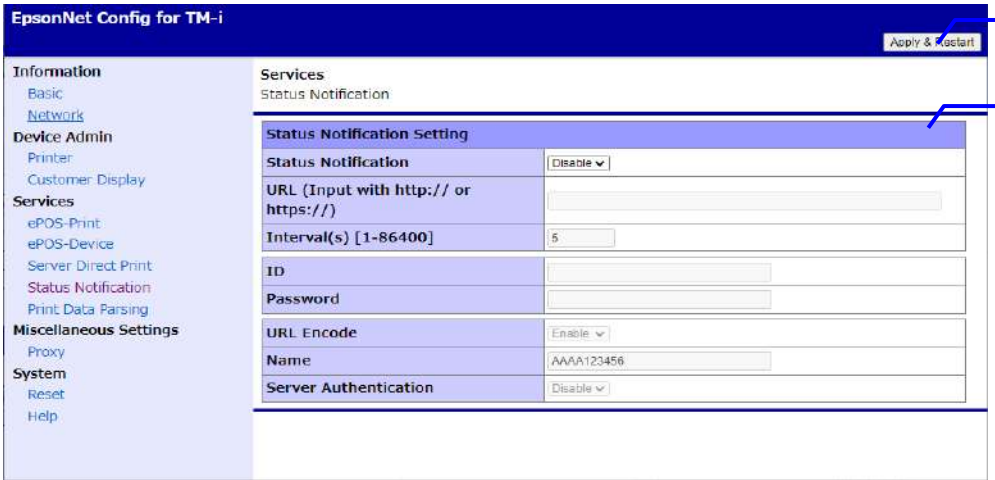 EpsonNet Config for TM-i
Apply & Restart
Information
Basic
Network
Device Admin
Printer
Customer Display
Services
ePOS-Print
ePOS-Device
Server Direct Print
Status Notification
Print Data Parsing
Miscellaneous Settings
Proxy
System
Reset
Help
Services
Status Notification
Status Notification Setting
Status Notification Disable
URL (Input with http:// or
https://)
Interval(s) [1-86400] 5
ID
Password
URL Encode Enable
Name AAAA123456
Server Authentication Disable